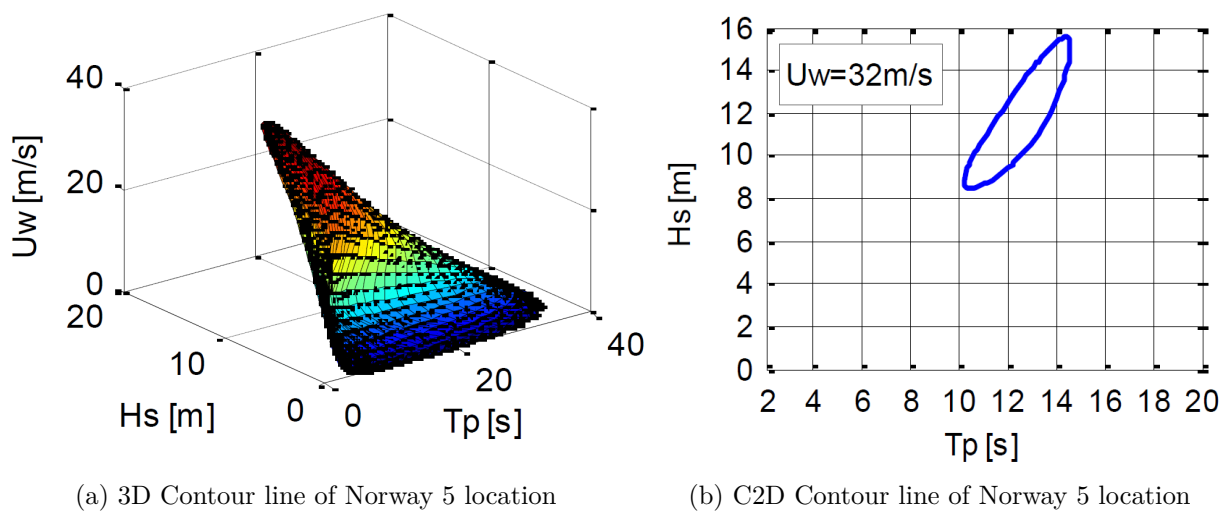 40
20
0
Uw [m/s]
20
10
0
Hs [m]
0
20
40
Tp [s]
(a) 3D Contour line of Norway 5 location
16
14
12
10
8
6
4
2
0
Hs [m]
Uw=32m/s
2 4 6 8 10 12 14 16 18 20
Tp [s]
(b) C2D Contour line of Norway 5 location